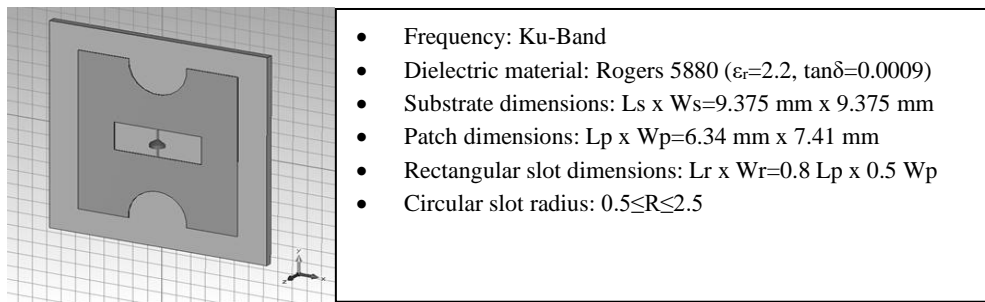 • Frequency: Ku-Band
• Dielectric material: Rogers 5880 (εr=2.2, tanδ=0.0009)
• Substrate dimensions: Ls x Ws=9.375 mm x 9.375 mm
• Patch dimensions: Lp x Wp=6.34 mm x 7.41 mm
• Rectangular slot dimensions: Lr x Wr=0.8 Lp x 0.5 Wp
• Circular slot radius: 0.5≤R≤2.5
y
z
x